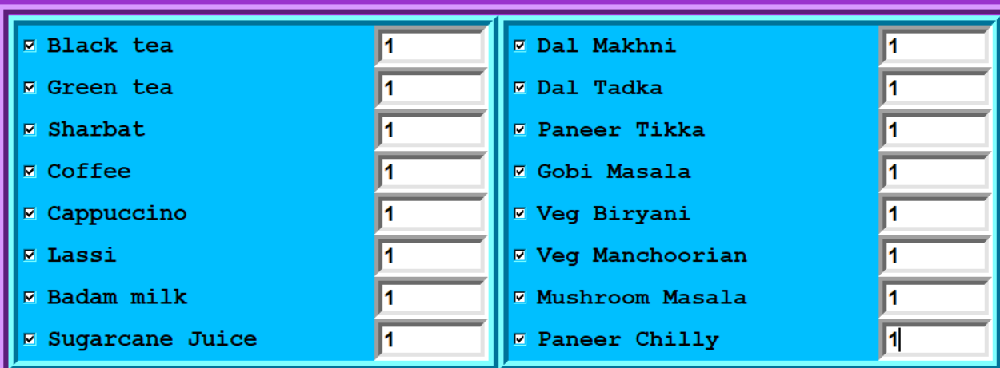 Black tea 1
Green tea 1
Sharbat 1
Coffee 1
Cappuccino 1
Lassi 1
Badam milk 1
Sugarcane Juice 1
Dal Makhni 1
Dal Tadka 1
Paneer Tikka 1
Gobi Masala 1
Veg Biryani 1
Veg Manchoorian 1
Mushroom Masala 1
Paneer Chilly 1